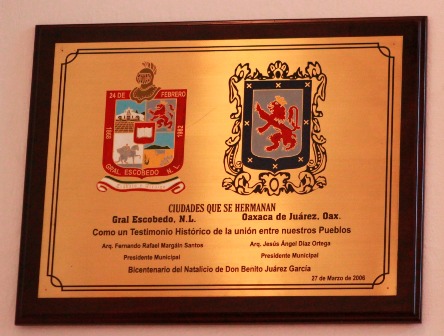 24 DE FEBRERO
1868
1982
GRAL. ESCOBEDO N. L.
CIUDADES QUE SE HERMANAN
Gral Escobedo, N.L. Oaxaca de Juárez, Oax.
Como un Testimonio Histórico de la unión entre nuestros Pueblos
Arq. Fernando Rafael Margáin Santos Arq. Jesús Ángel Díaz Ortega
Presidente Municipal Presidente Municipal
Bicentenario del Natalicio de Don Benito Juárez García
27 de Marzo de 2006